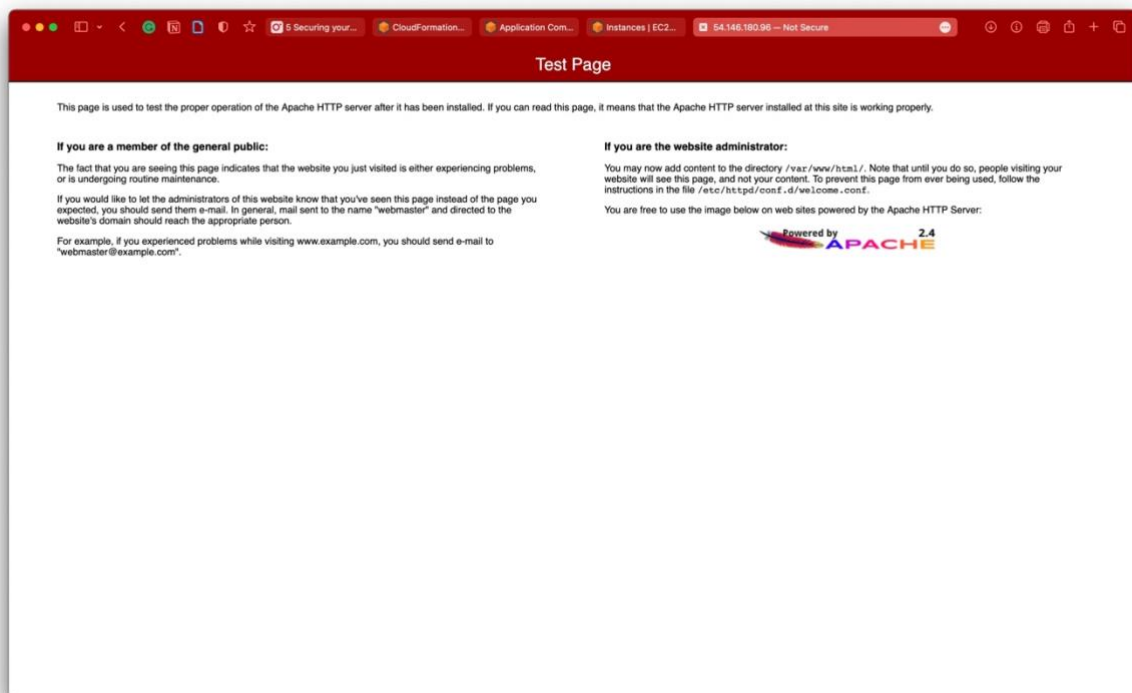 5 Securing your...
CloudFormation...
Application Com...
Instances | EC2...
54.146.180.96 — Not Secure
Test Page
This page is used to test the proper operation of the Apache HTTP server after it has been installed. If you can read this page, it means that the Apache HTTP server installed at this site is working properly.
If you are a member of the general public:
The fact that you are seeing this page indicates that the website you just visited is either experiencing problems,
or is undergoing routine maintenance.
If you would like to let the administrators of this website know that you've seen this page instead of the page you
expected, you should send them e-mail. In general, mail sent to the name "webmaster" and directed to the
website's domain should reach the appropriate person.
For example, if you experienced problems while visiting www.example.com, you should send e-mail to
"webmaster@example.com".
If you are the website administrator:
You may now add content to the directory /var/www/html/. Note that until you do so, people visiting your
website will see this page, and not your content. To prevent this page from ever being used, follow the
instructions in the file /etc/httpd/conf.d/welcome.conf.
You are free to use the image below on web sites powered by the Apache HTTP Server:
Powered by 2.4
APACHE